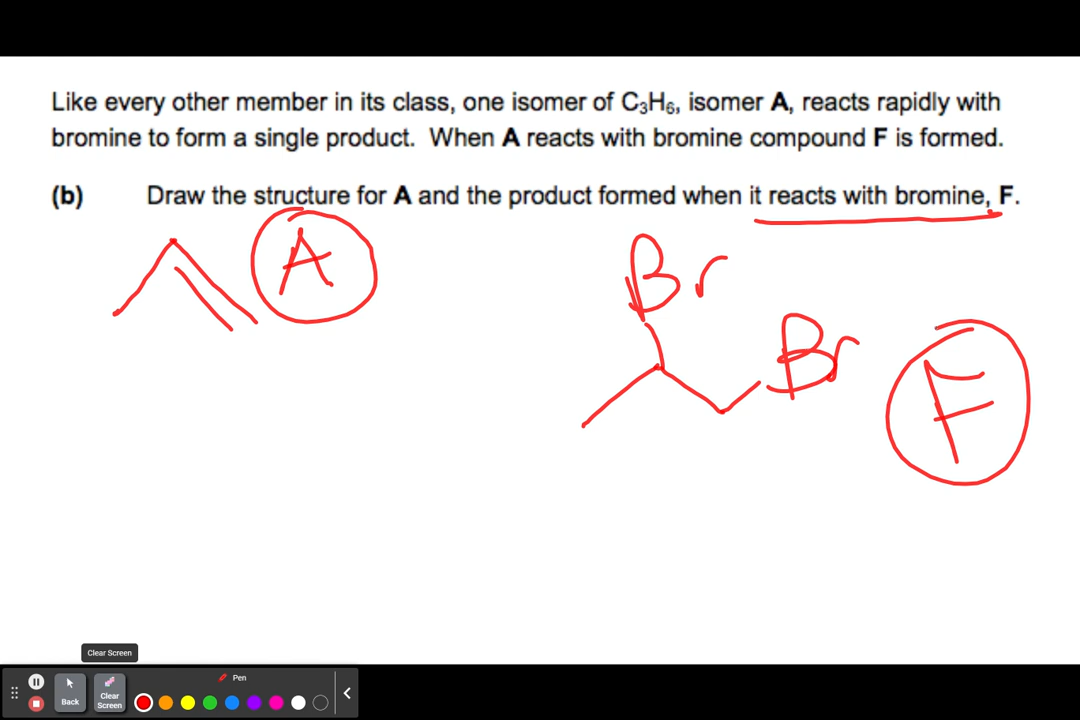 Like every other member in its class, one isomer of C₃H₆, isomer A, reacts rapidly with
bromine to form a single product. When A reacts with bromine compound F is formed.
(b) Draw the structure for A and the product formed when it reacts with bromine, F.
A
Br
Br
F
Clear Screen
Pen
Back
Clear
Screen